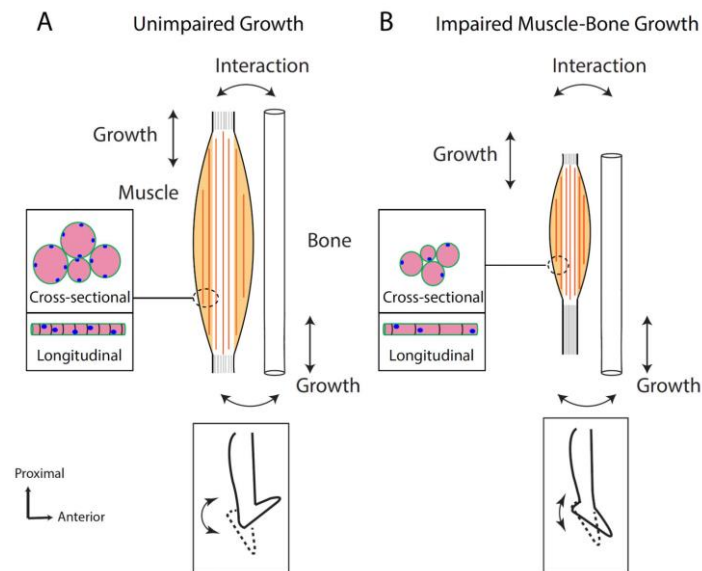 A
Unimpaired Growth
Interaction
Growth
Muscle
Bone
Cross-sectional
Longitudinal
Growth
Proximal
Anterior
B
Impaired Muscle-Bone Growth
Interaction
Growth
Cross-sectional
Longitudinal
Growth